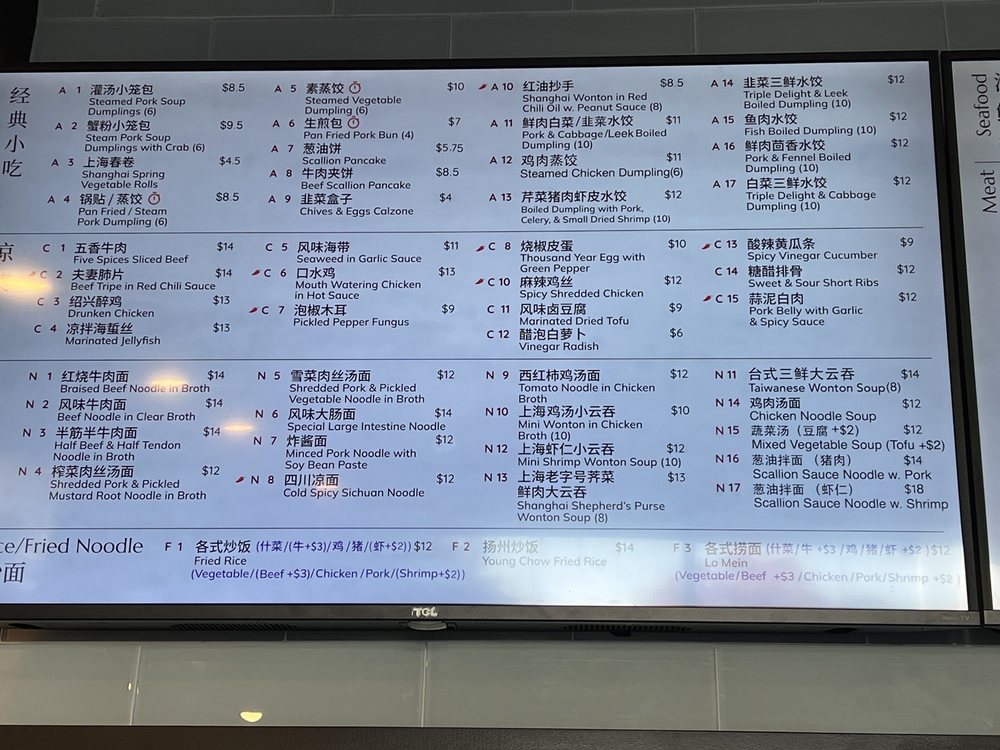 经典小吃
A 1 灌汤小笼包 $8.5
Steamed Pork Soup
Dumplings (6)
A 2 蟹粉小笼包 $9.5
Steam Pork Soup
Dumplings with Crab (6)
A 3 上海春卷 $4.5
Shanghai Spring
Vegetable Rolls
A 4 锅贴 / 蒸饺 $8.5
Pan Fried / Steam
Pork Dumpling (6)
A 5 素蒸饺 $10
Steamed Vegetable
Dumpling (6)
A 6 生煎包 $7
Pan Fried Pork Bun (4)
A 7 葱油饼 $5.75
Scallion Pancake
A 8 牛肉夹饼 $8.5
Beef Scallion Pancake
A 9 韭菜盒子 $4
Chives & Eggs Calzone
A 10 红油抄手 $8.5
Shanghai Wonton in Red
Chili Oil w. Peanut Sauce (8)
A 11 鲜肉白菜/韭菜水饺 $11
Pork & Cabbage/Leek Boiled
Dumpling (10)
A 12 鸡肉蒸饺 $11
Steamed Chicken Dumpling(6)
A 13 芹菜猪肉虾皮水饺 $12
Boiled Dumpling with Pork,
Celery, & Small Dried Shrimp (10)
A 14 韭菜三鲜水饺 $12
Triple Delight & Leek
Boiled Dumpling (10)
A 15 鱼肉水饺 $12
Fish Boiled Dumpling (10)
A 16 鲜肉茴香水饺 $12
Pork & Fennel Boiled
Dumpling (10)
A 17 白菜三鲜水饺 $12
Triple Delight & Cabbage
Dumpling (10)
C 1 五香牛肉 $14
Five Spices Sliced Beef
C 2 夫妻肺片 $14
Beef Tripe in Red Chili Sauce
C 3 绍兴醉鸡 $13
Drunken Chicken
C 4 凉拌海蜇丝 $13
Marinated Jellyfish
C 5 风味海带 $11
Seaweed in Garlic Sauce
C 6 口水鸡 $13
Mouth Watering Chicken
in Hot Sauce
C 7 泡椒木耳 $9
Pickled Pepper Fungus
C 8 烧椒皮蛋 $10
Thousand Year Egg with
Green Pepper
C 10 麻辣鸡丝 $12
Spicy Shredded Chicken
C 11 风味卤豆腐 $9
Marinated Dried Tofu
C 12 醋泡白萝卜 $6
Vinegar Radish
C 13 酸辣黄瓜条 $9
Spicy Vinegar Cucumber
C 14 糖醋排骨 $12
Sweet & Sour Short Ribs
C 15 蒜泥白肉 $12
Pork Belly with Garlic
& Spicy Sauce
N 1 红烧牛肉面 $14
Braised Beef Noodle in Broth
N 2 风味牛肉面 $14
Beef Noodle in Clear Broth
N 3 半筋半牛肉面 $14
Half Beef & Half Tendon
Noodle in Broth
N 4 榨菜肉丝汤面 $12
Shredded Pork & Pickled
Mustard Root Noodle in Broth
N 5 雪菜肉丝汤面 $12
Shredded Pork & Pickled
Vegetable Noodle in Broth
N 6 风味大肠面 $14
Special Large Intestine Noodle
N 7 炸酱面 $12
Minced Pork Noodle with
Soy Bean Paste
N 8 四川凉面 $12
Cold Spicy Sichuan Noodle
N 9 西红柿鸡汤面 $12
Tomato Noodle in Chicken
Broth
N 10 上海鸡汤小云吞 $10
Mini Wonton in Chicken
Broth (10)
N 12 上海虾仁小云吞 $12
Mini Shrimp Wonton Soup (10)
N 13 上海老字号荠菜 $13
鲜肉大云吞
Shanghai Shepherd's Purse
Wonton Soup (8)
N 11 台式三鲜大云吞 $14
Taiwanese Wonton Soup(8)
N 14 鸡肉汤面 $12
Chicken Noodle Soup
N 15 蔬菜汤（豆腐 +$2） $12
Mixed Vegetable Soup (Tofu +$2)
N 16 葱油拌面 （猪肉） $14
Scallion Sauce Noodle w. Pork
N 17 葱油拌面 （虾仁） $18
Scallion Sauce Noodle w. Shrimp
ce/Fried Noodle
面
F 1 各式炒饭 (什菜/(牛+$3)/鸡/猪/(虾+$2)) $12
Fried Rice
(Vegetable/(Beef +$3)/Chicken/Pork/(Shrimp+$2))
F 2 扬州炒饭 $14
Young Chow Fried Rice
F 3 各式捞面 (什菜/牛 +$3 /鸡/猪/虾 +$2 )$12
Lo Mein
(Vegetable/Beef +$3 /Chicken/Pork/Shrimp +$2 )
TCL
Roku TV
Seafood
Meat